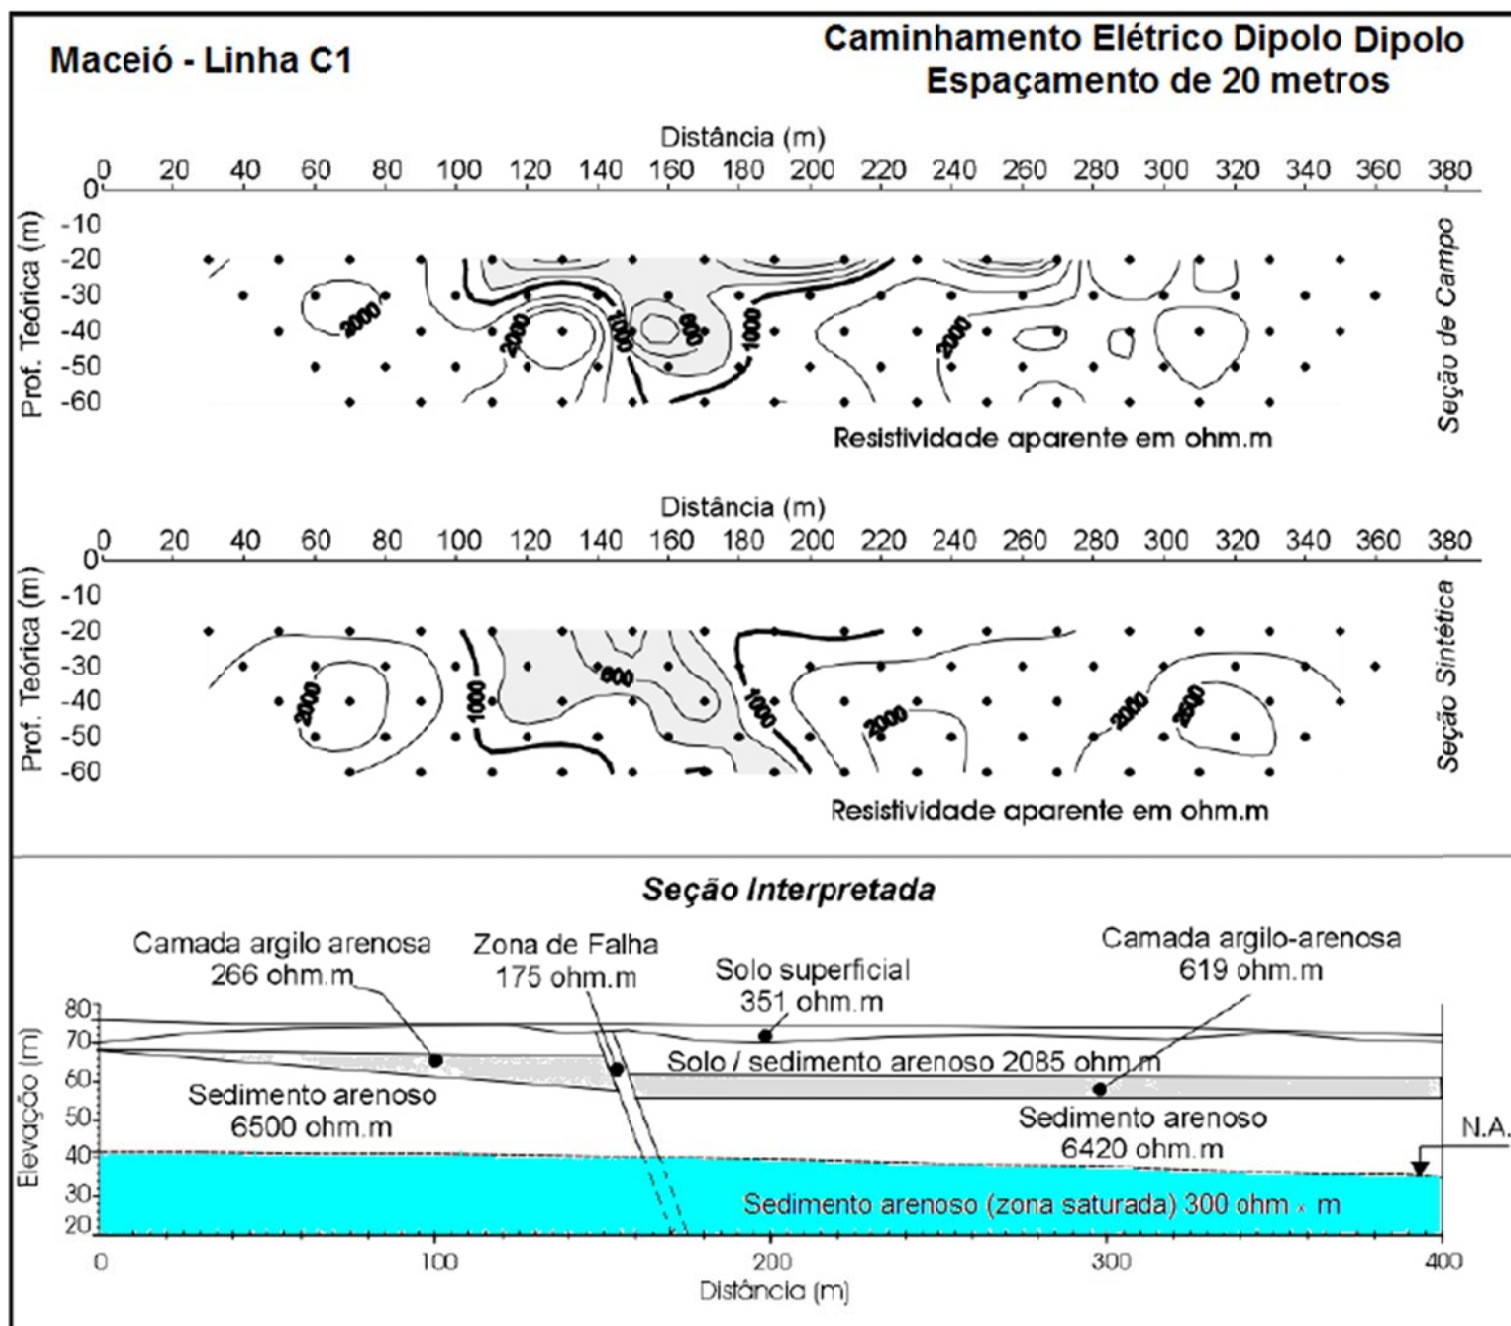 Maceió - Linha C1
Caminhamento Elétrico Dipolo Dipolo
Espaçamento de 20 metros
Distância (m)
0 20 40 60 80 100 120 140 160 180 200 220 240 260 280 300 320 340 360 380
Prof. Teórica (m)
0
-10
-20
-30
-40
-50
-60
2000
2000
1000
600
1000
2000
Seção de Campo
Resistividade aparente em ohm.m
Distância (m)
0 20 40 60 80 100 120 140 160 180 200 220 240 260 280 300 320 340 360 380
Prof. Teórica (m)
0
-10
-20
-30
-40
-50
-60
2000
1000
600
1000
2000
2000
2500
Seção Sintética
Resistividade aparente em ohm.m
Seção Interpretada
Camada argilo arenosa
266 ohm.m
Zona de Falha
175 ohm.m
Solo superficial
351 ohm.m
Camada argilo-arenosa
619 ohm.m
Elevação (m)
80
70
60
50
40
30
20
Solo / sedimento arenoso 2085 ohm.m
Sedimento arenoso
6500 ohm.m
Sedimento arenoso
6420 ohm.m
N.A.
Sedimento arenoso (zona saturada) 300 ohm × m
0 100 200 300 400
Distância (m)